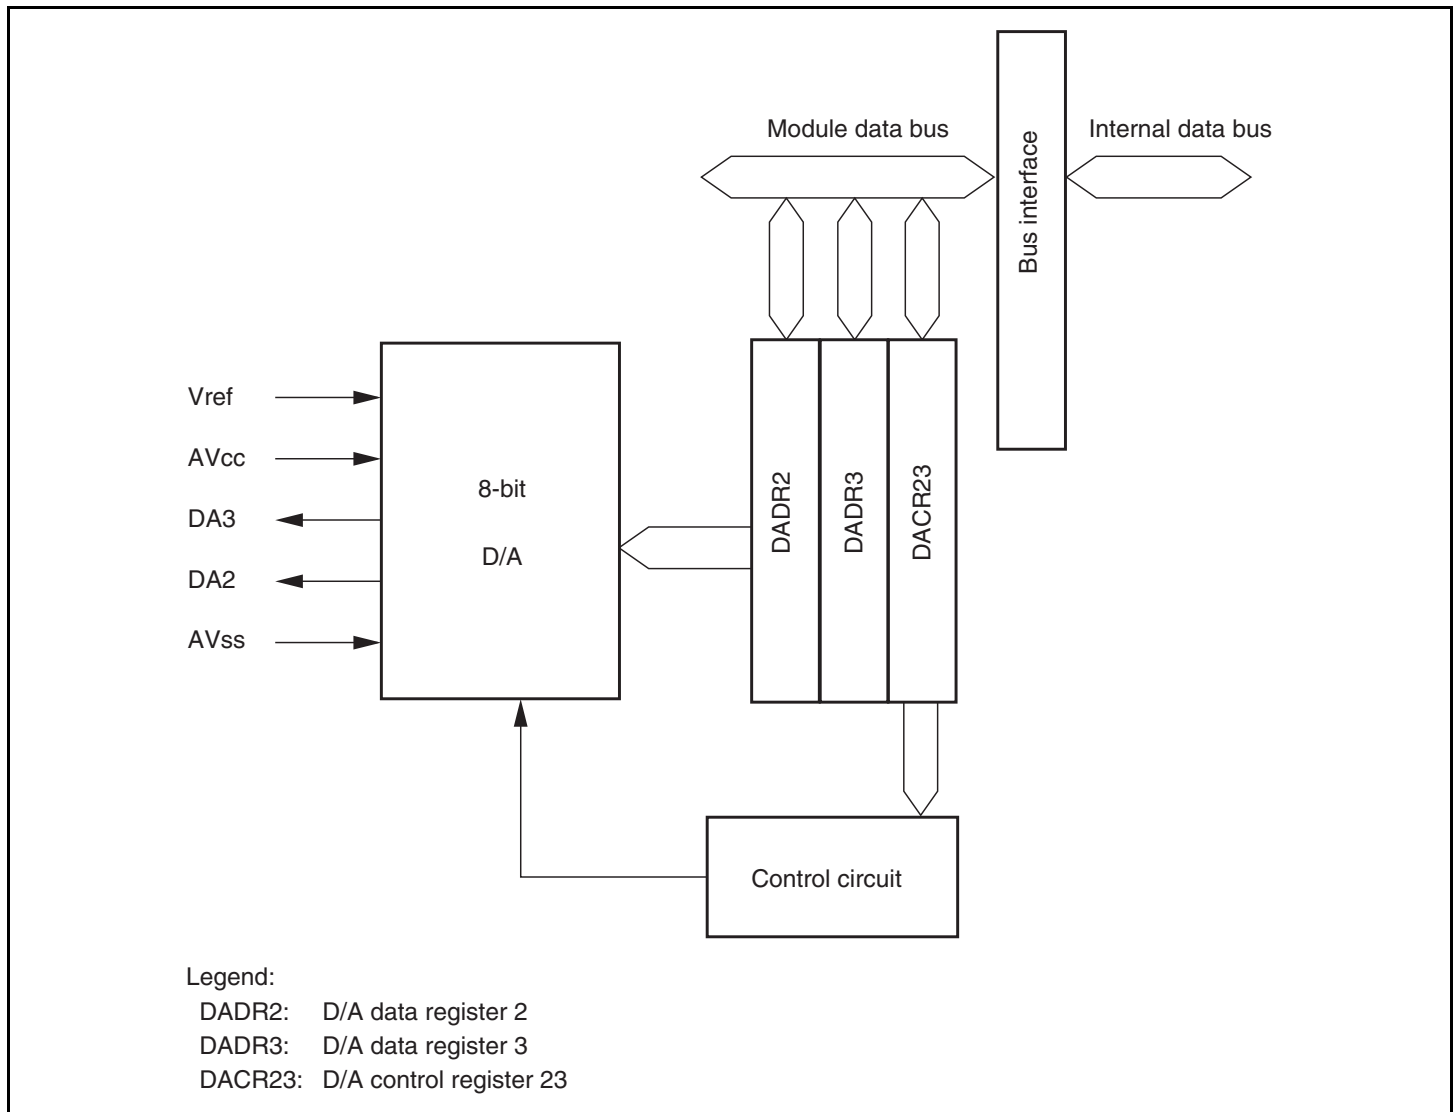 Module data bus
Internal data bus
Bus interface
Vref
AVcc
DA3
DA2
AVss
8-bit
D/A
DADR2
DADR3
DACR23
Control circuit
Legend:
DADR2: D/A data register 2
DADR3: D/A data register 3
DACR23: D/A control register 23